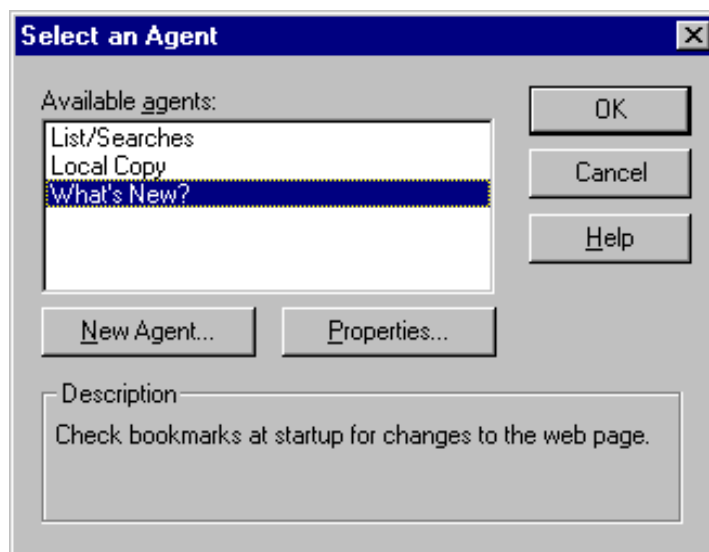 Select an Agent
Available agents:
List/Searches
Local Copy
What's New?
OK
Cancel
Help
New Agent...
Properties...
Description
Check bookmarks at startup for changes to the web page.